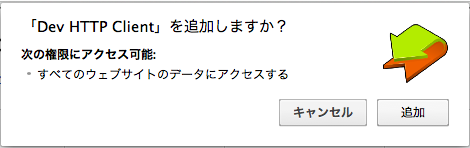 「Dev HTTP Client」を追加しますか？
次の権限にアクセス可能:
• すべてのウェブサイトのデータにアクセスする
キャンセル 追加